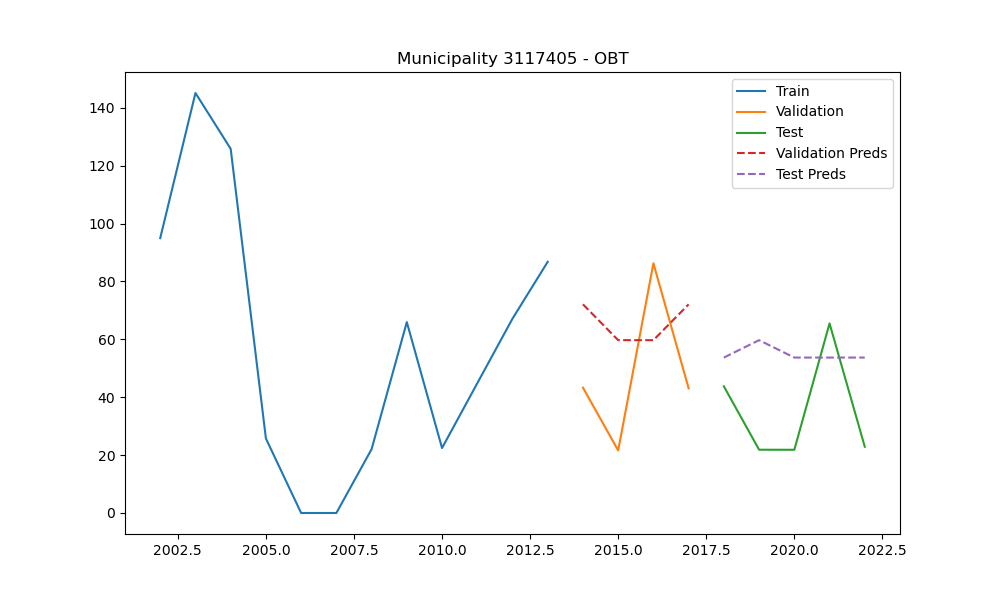 Municipality 3117405 - OBT
Train
Validation
Test
Validation Preds
Test Preds
140
120
100
80
60
40
20
0
2002.5 2005.0 2007.5 2010.0 2012.5 2015.0 2017.5 2020.0 2022.5